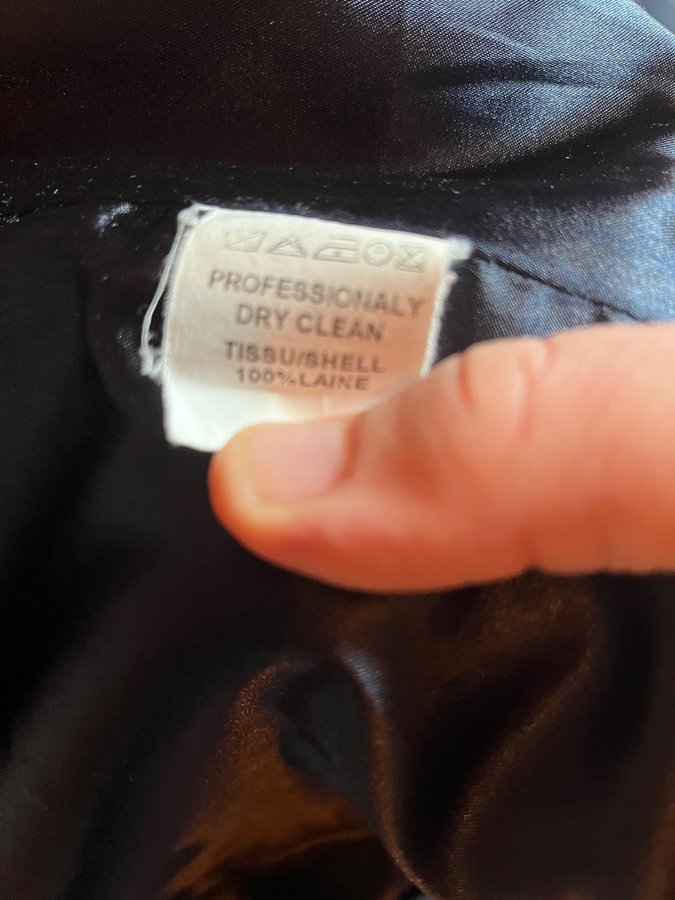 PROFESSIONALY
DRY CLEAN
TISSU/SHELL
100%LAINE